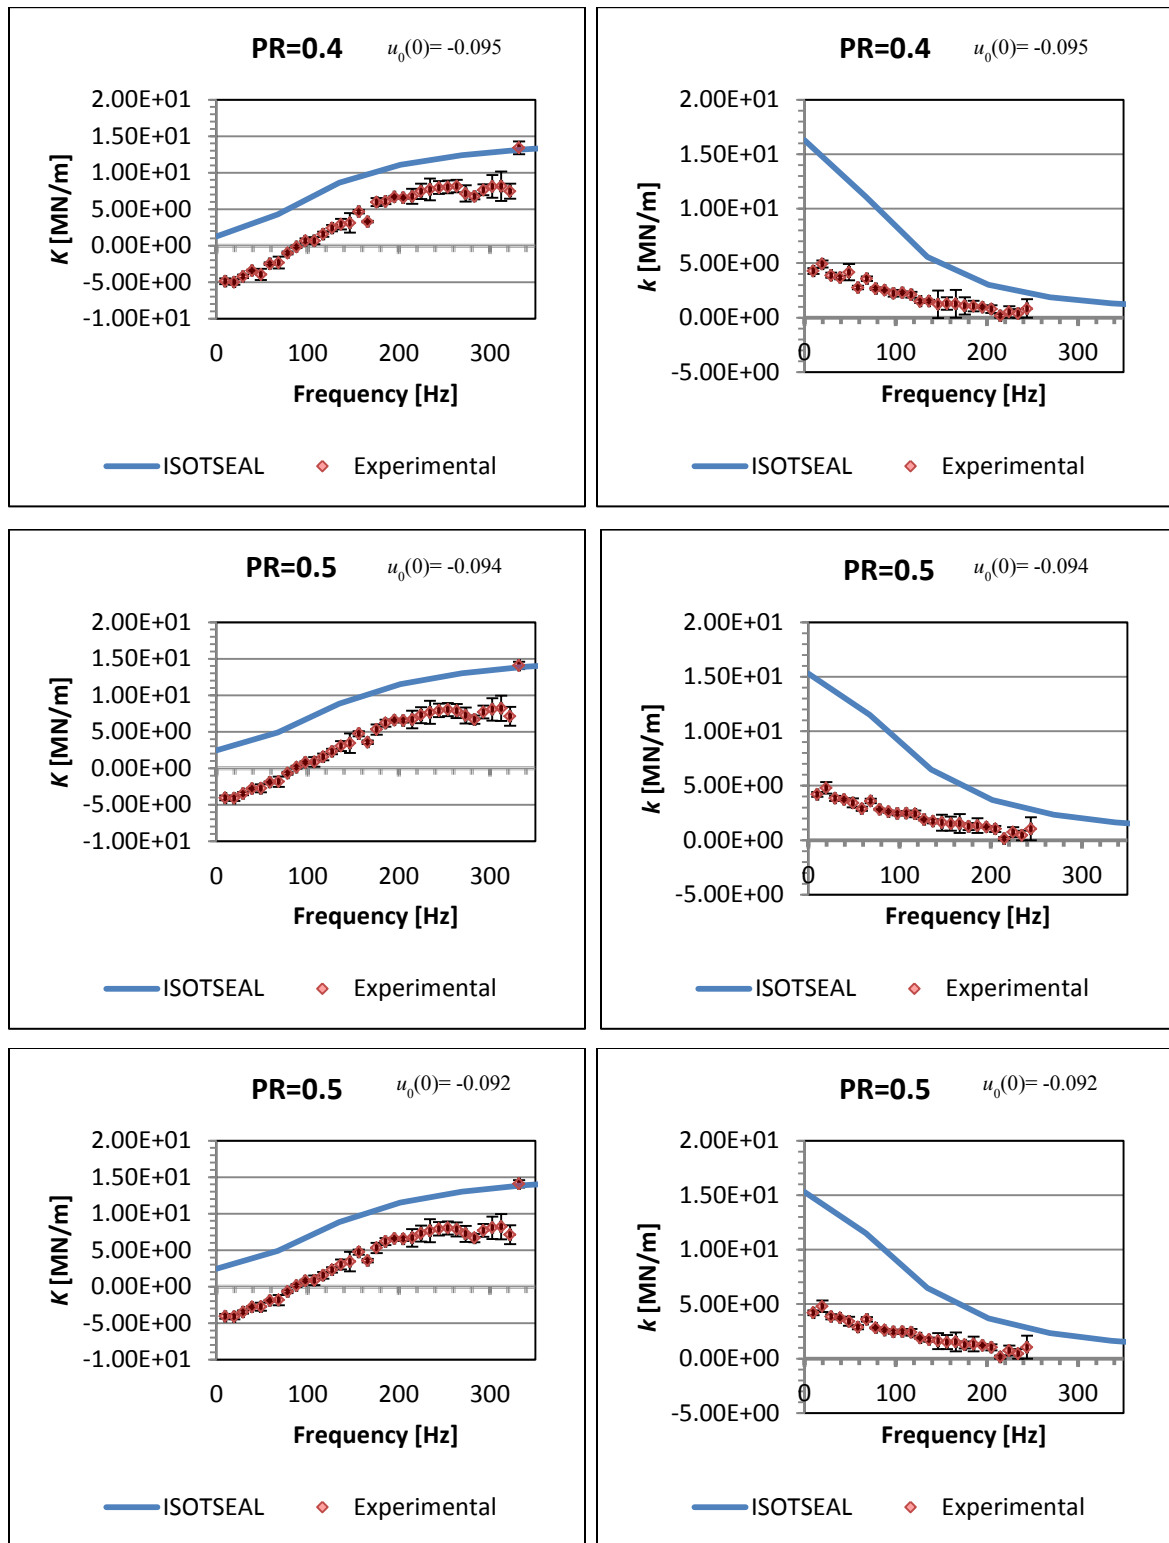 PR=0.4 u₀(0)= -0.095
2.00E+01
1.50E+01
1.00E+01
5.00E+00
0.00E+00
-5.00E+00
-1.00E+01
K [MN/m]
0 100 200 300
Frequency [Hz]
ISOTSEAL Experimental
PR=0.4 u₀(0)= -0.095
2.00E+01
1.50E+01
1.00E+01
5.00E+00
0.00E+00
-5.00E+00
k [MN/m]
0 100 200 300
Frequency [Hz]
ISOTSEAL Experimental
PR=0.5 u₀(0)= -0.094
2.00E+01
1.50E+01
1.00E+01
5.00E+00
0.00E+00
-5.00E+00
-1.00E+01
K [MN/m]
0 100 200 300
Frequency [Hz]
ISOTSEAL Experimental
PR=0.5 u₀(0)= -0.094
2.00E+01
1.50E+01
1.00E+01
5.00E+00
0.00E+00
-5.00E+00
k [MN/m]
0 100 200 300
Frequency [Hz]
ISOTSEAL Experimental
PR=0.5 u₀(0)= -0.092
2.00E+01
1.50E+01
1.00E+01
5.00E+00
0.00E+00
-5.00E+00
-1.00E+01
K [MN/m]
0 100 200 300
Frequency [Hz]
ISOTSEAL Experimental
PR=0.5 u₀(0)= -0.092
2.00E+01
1.50E+01
1.00E+01
5.00E+00
0.00E+00
-5.00E+00
k [MN/m]
0 100 200 300
Frequency [Hz]
ISOTSEAL Experimental